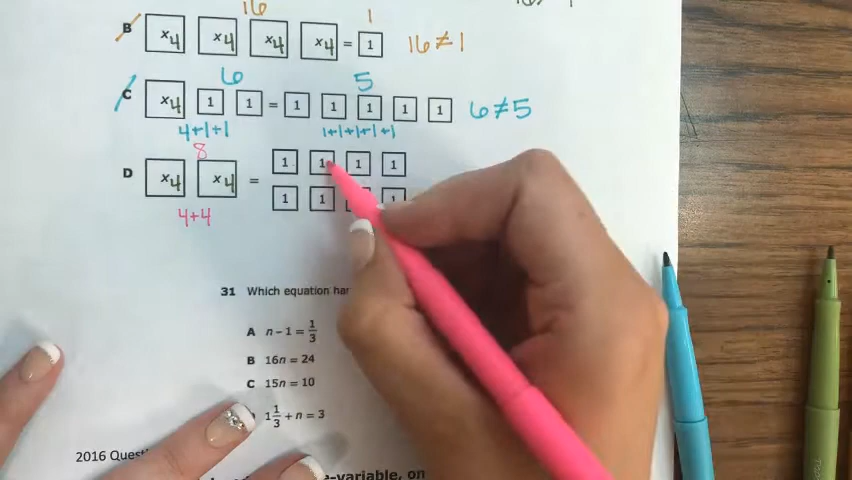 16 1
B x4 x4 x4 x4 = 1 16≠1
6 5
C x4 1 1 = 1 1 1 1 1 6≠5
4+1+1 1+1+1+1+1
8
D x4 x4 = 1 1 1 1
1 1 1
4+4
31 Which equation
A n − 1 = 1/3
B 16n = 24
C 15n = 10
1 1/3 + n = 3
2016
-variable, on